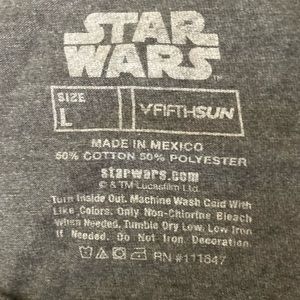 STAR
WARS
SIZE
L
FIFTHSUN
MADE IN MEXICO
50% COTTON 50% POLYESTER
starwars.com
© & TM Lucasfilm Ltd.
Turn Inside Out. Machine Wash Cold With
Like Colors. Only Non-Chlorine Bleach
When Needed. Tumble Dry Low. Low Iron
If Needed. Do Not Iron Decoration.
RN #111847